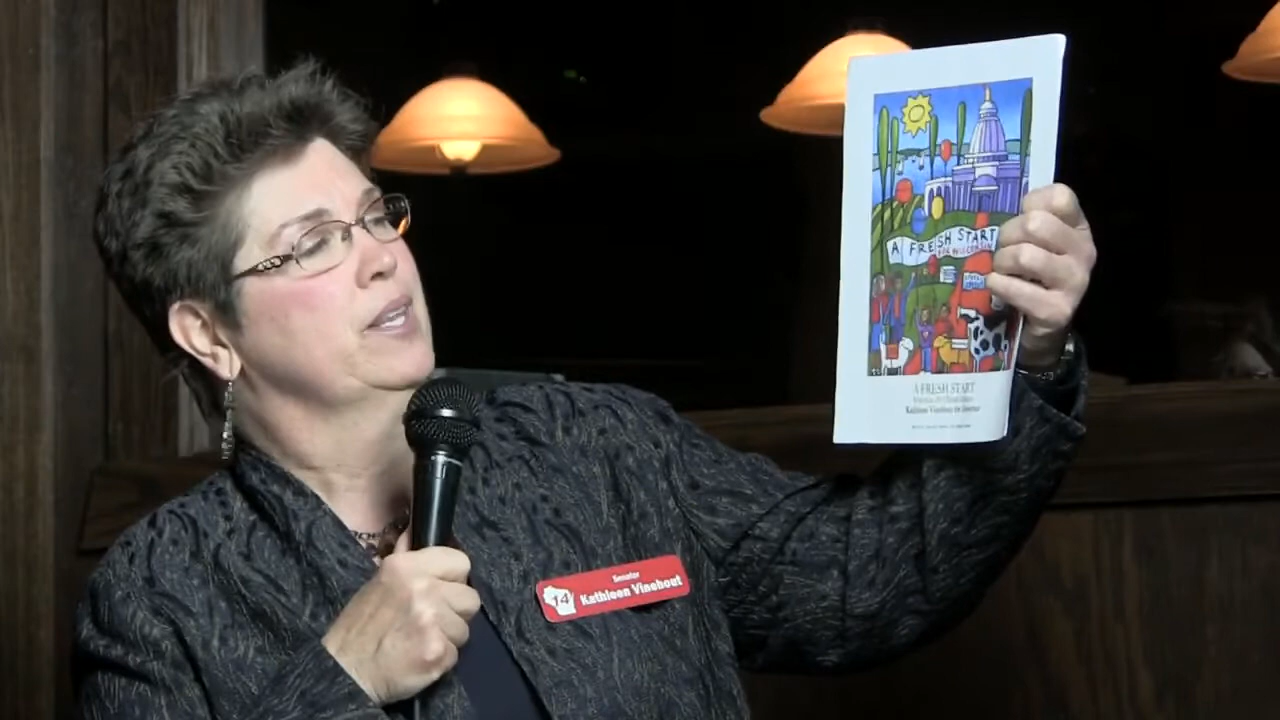 A FRESH START
FOR WISCONSIN
A FRESH START
Kathleen Vinehout for Governor
Senator
14 Kathleen Vinehout